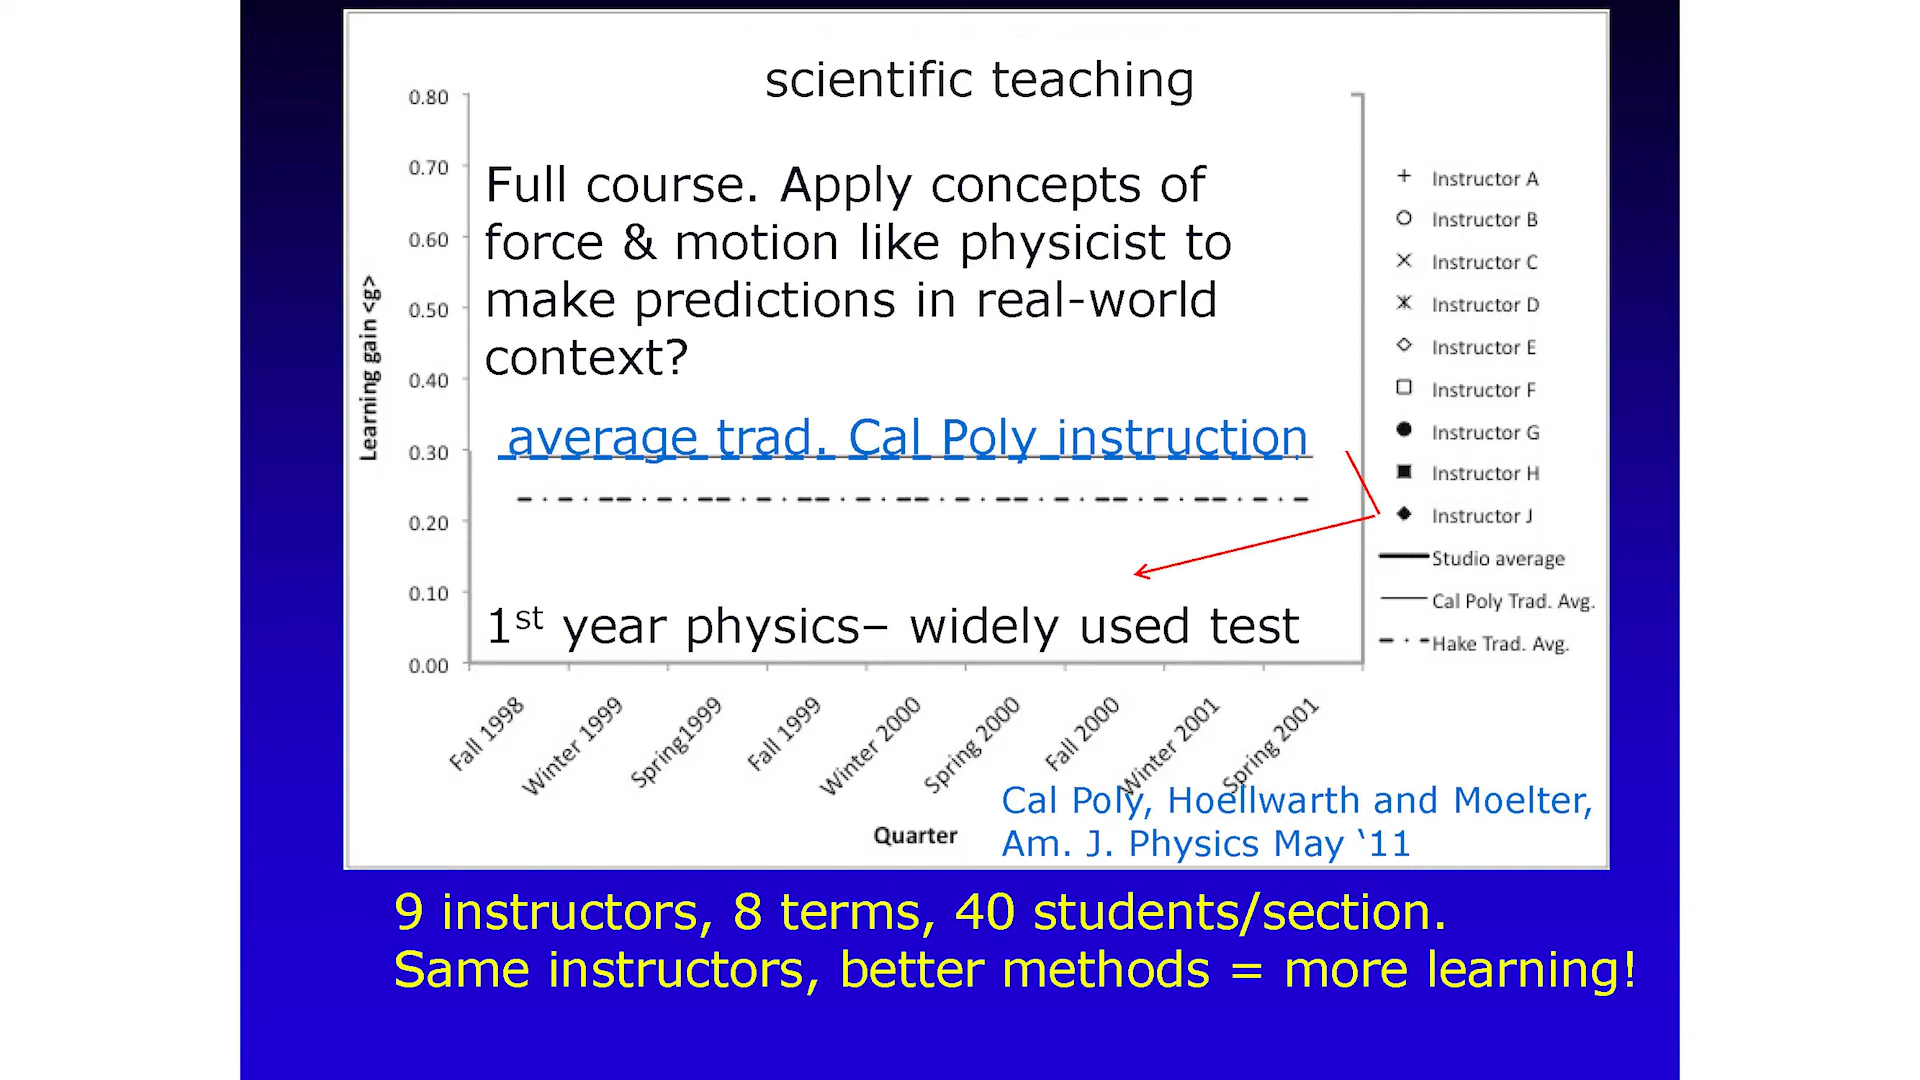 scientific teaching
0.80
0.70
0.60
0.50
0.40
0.30
0.20
0.10
0.00
Learning gain <g>
Full course. Apply concepts of
force & motion like physicist to
make predictions in real-world
context?
average trad. Cal Poly instruction
1st year physics– widely used test
Instructor A
Instructor B
Instructor C
Instructor D
Instructor E
Instructor F
Instructor G
Instructor H
Instructor J
Studio average
Cal Poly Trad. Avg.
Hake Trad. Avg.
Fall 1998
Winter 1999
Spring1999
Fall 1999
Winter 2000
Spring 2000
Fall 2000
Winter 2001
Spring 2001
Quarter
Cal Poly, Hoellwarth and Moelter,
Am. J. Physics May ‘11
9 instructors, 8 terms, 40 students/section.
Same instructors, better methods = more learning!